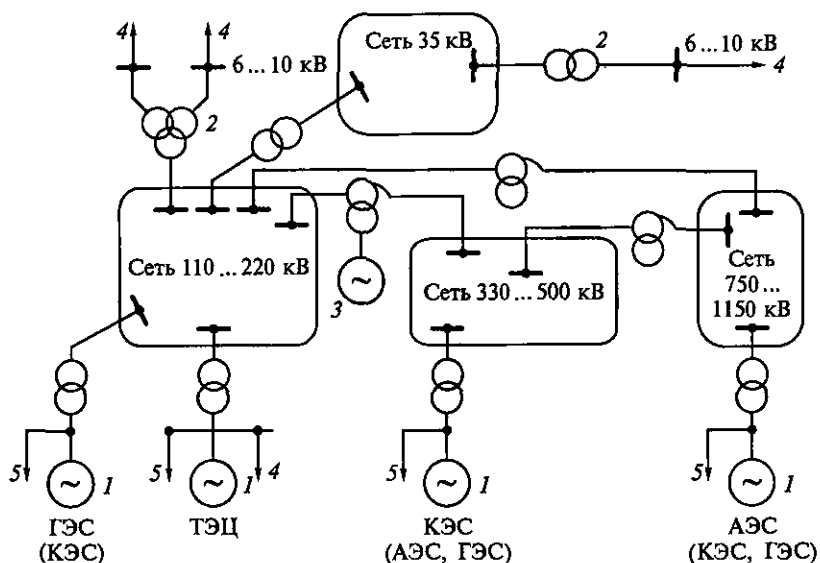 4
4
6 ... 10 кВ
2
Сеть 35 кВ
2
6 ... 10 кВ
4
Сеть 110 ... 220 кВ
3
Сеть 330 ... 500 кВ
Сеть
750 ...
1150 кВ
5
1
5
1
4
5
1
5
1
ГЭС
(КЭС)
ТЭЦ
КЭС
(АЭС, ГЭС)
АЭС
(КЭС, ГЭС)